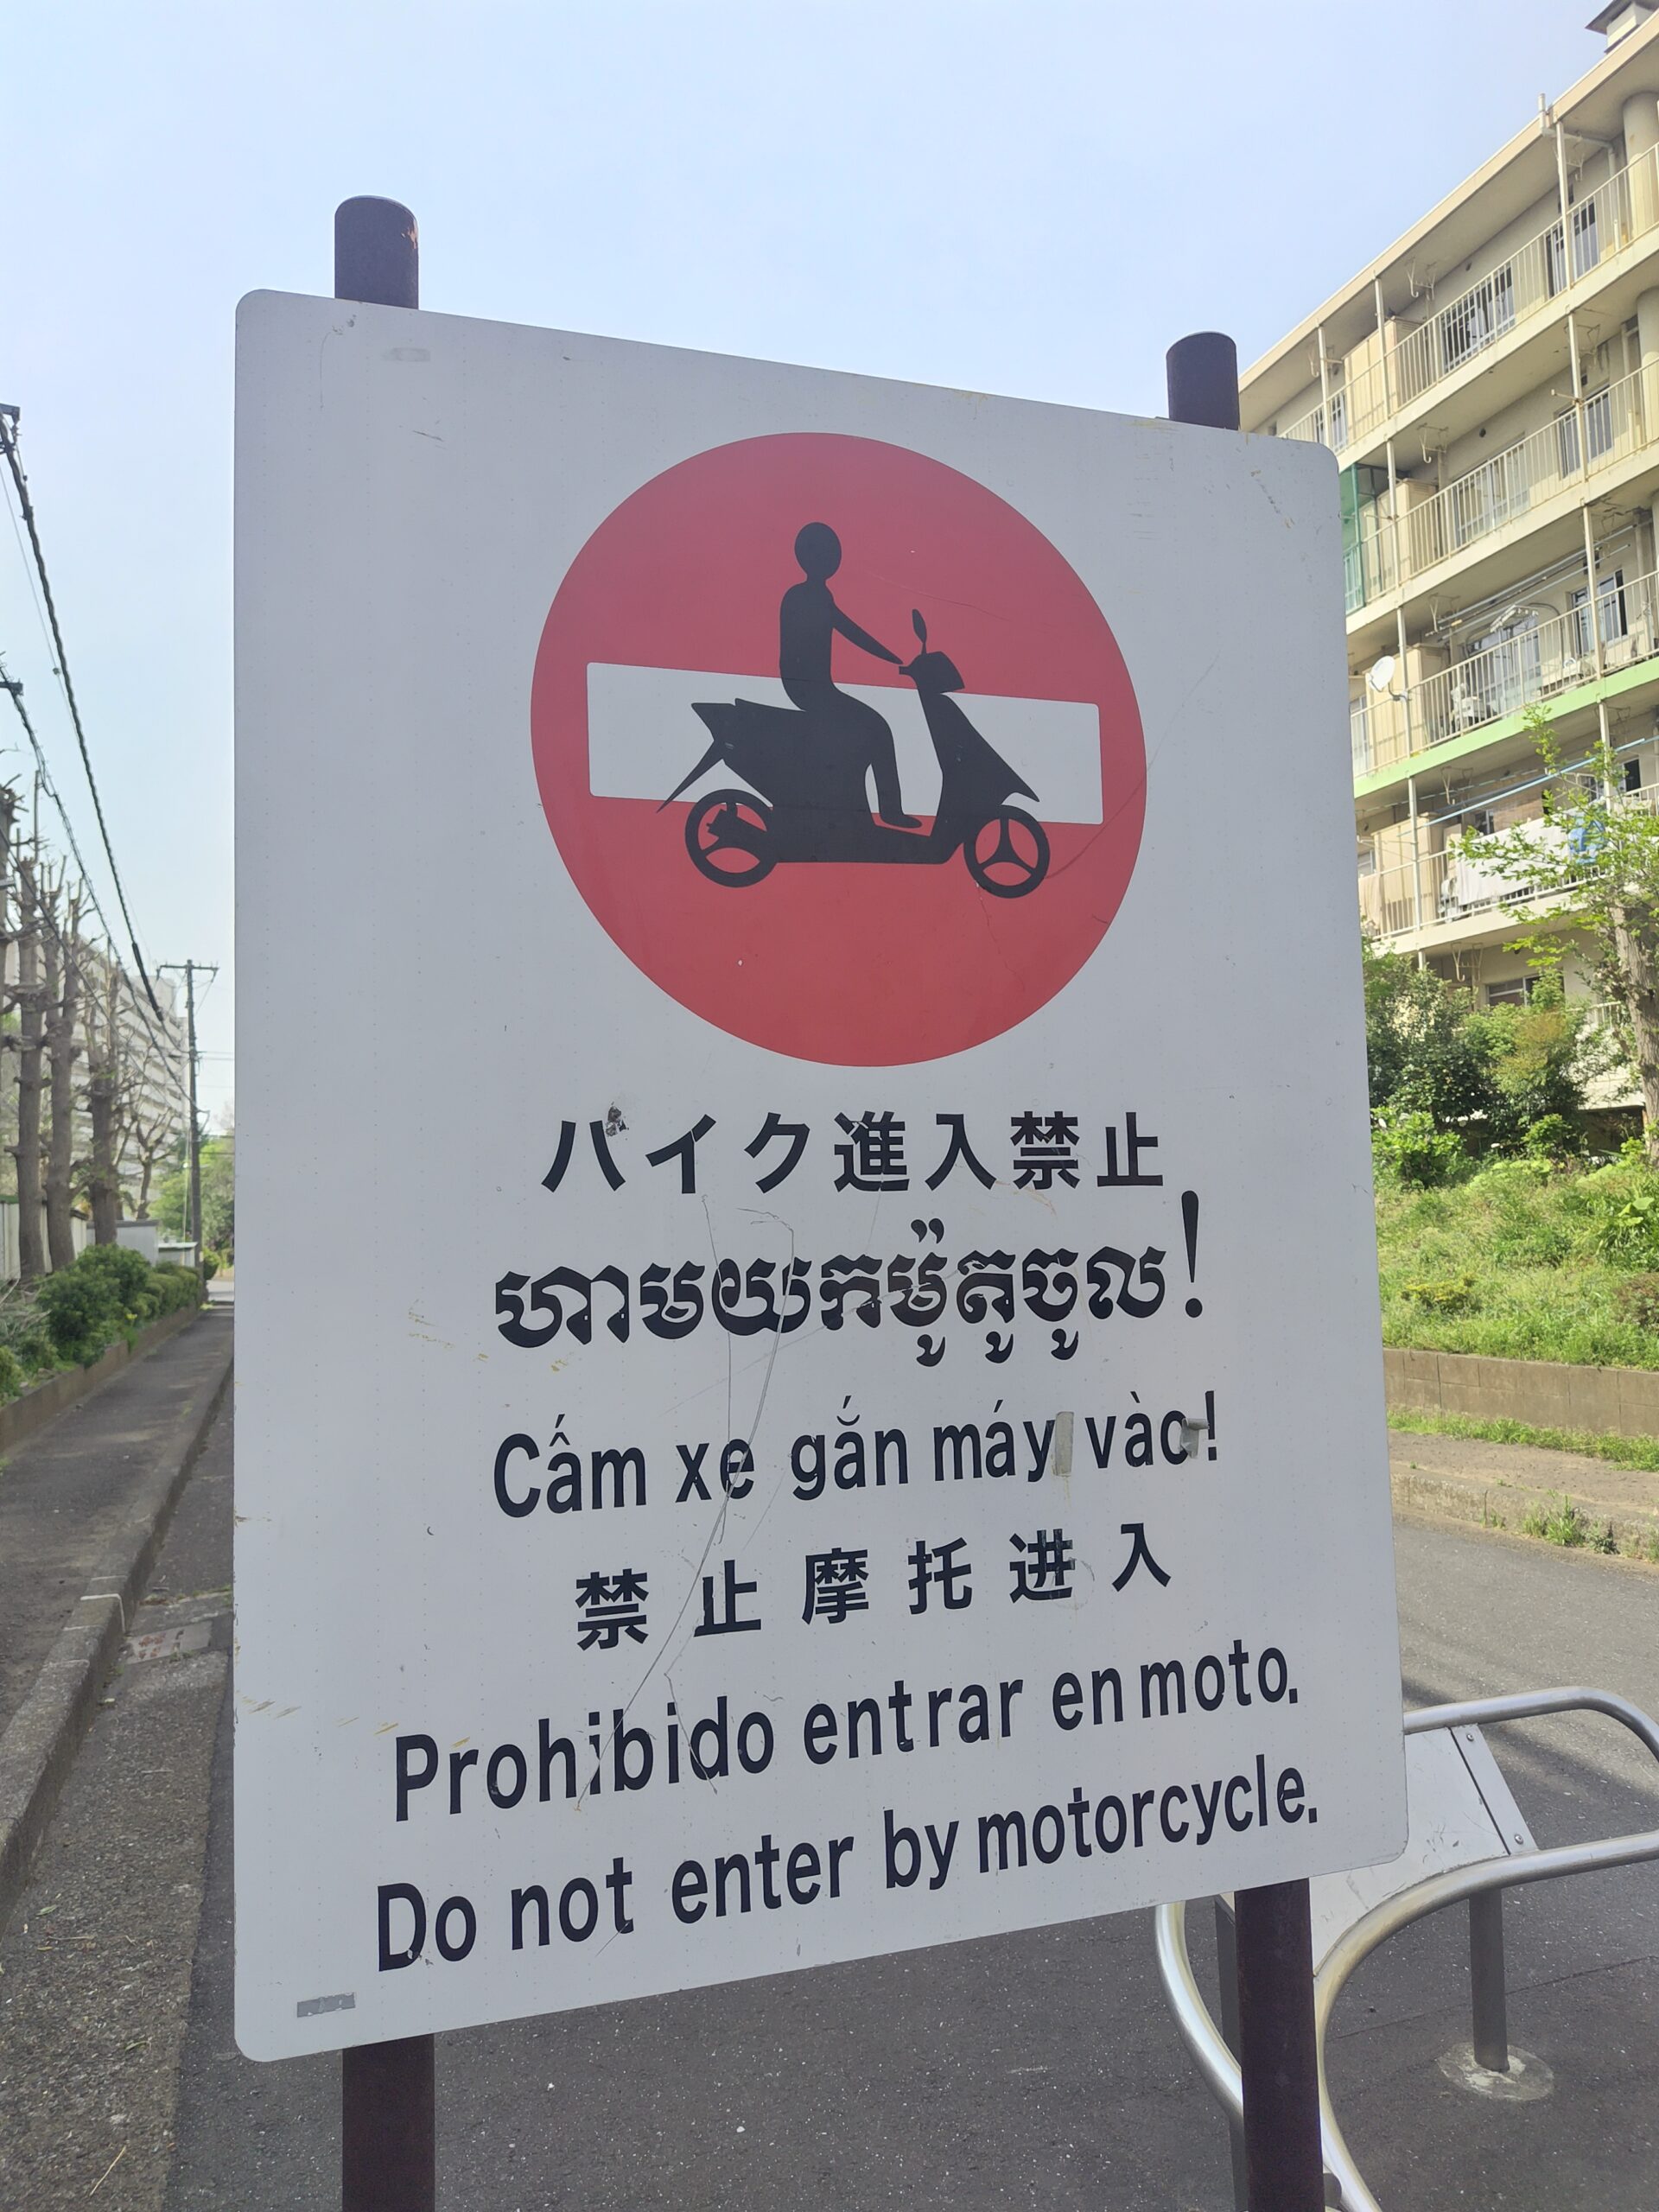 バイク進入禁止
ហាមយកម៉ូតូចូល!
Cấm xe gắn máy vào!
禁止摩托进入
Prohibido entrar en moto.
Do not enter by motorcycle.